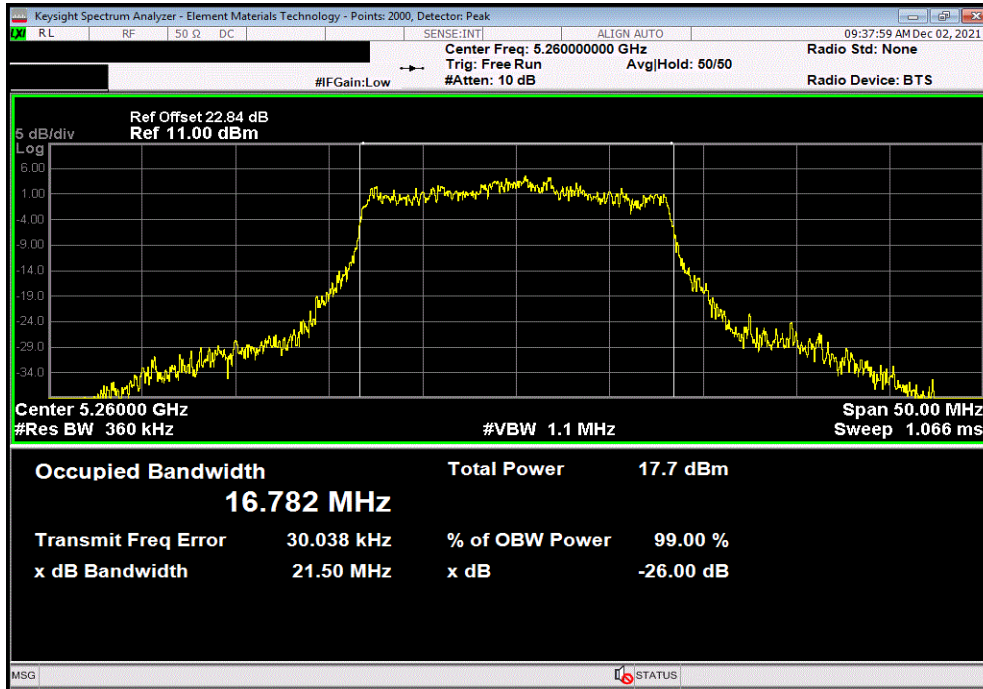 Keysight Spectrum Analyzer - Element Materials Technology - Points: 2000, Detector: Peak
LXI RL RF 50 Ω DC SENSE:INT ALIGN AUTO 09:37:59 AM Dec 02, 2021
Center Freq: 5.260000000 GHz Radio Std: None
Trig: Free Run Avg|Hold: 50/50
#IFGain:Low #Atten: 10 dB Radio Device: BTS
Ref Offset 22.84 dB
5 dB/div Ref 11.00 dBm
Log
6.00
1.00
-4.00
-9.00
-14.0
-19.0
-24.0
-29.0
-34.0
Center 5.26000 GHz Span 50.00 MHz
#Res BW 360 kHz #VBW 1.1 MHz Sweep 1.066 ms
Occupied Bandwidth Total Power 17.7 dBm
16.782 MHz
Transmit Freq Error 30.038 kHz % of OBW Power 99.00 %
x dB Bandwidth 21.50 MHz x dB -26.00 dB
MSG STATUS